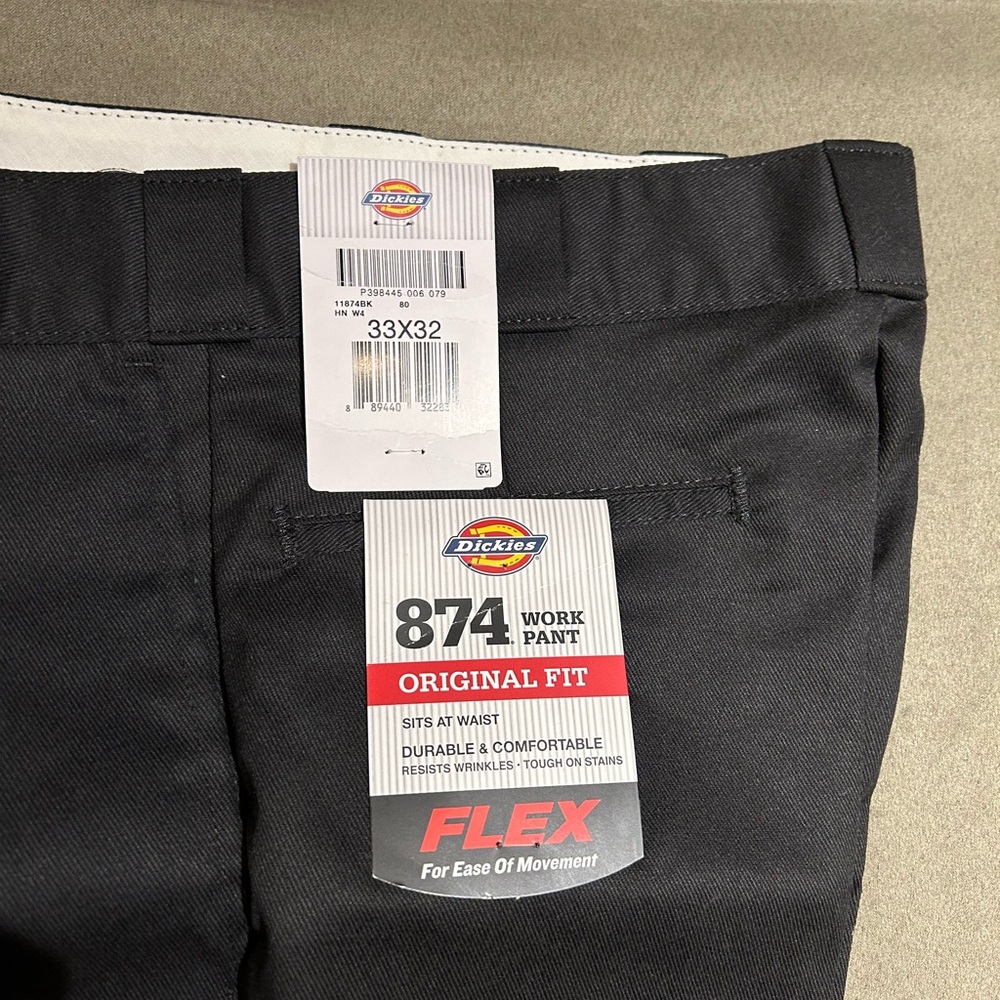 Dickies
P398445 006 079
11874BK 80
HN W4
33X32
8 89440 32283
Dickies
874 WORK PANT
ORIGINAL FIT
SITS AT WAIST
DURABLE & COMFORTABLE
RESISTS WRINKLES · TOUGH ON STAINS
FLEX
For Ease Of Movement